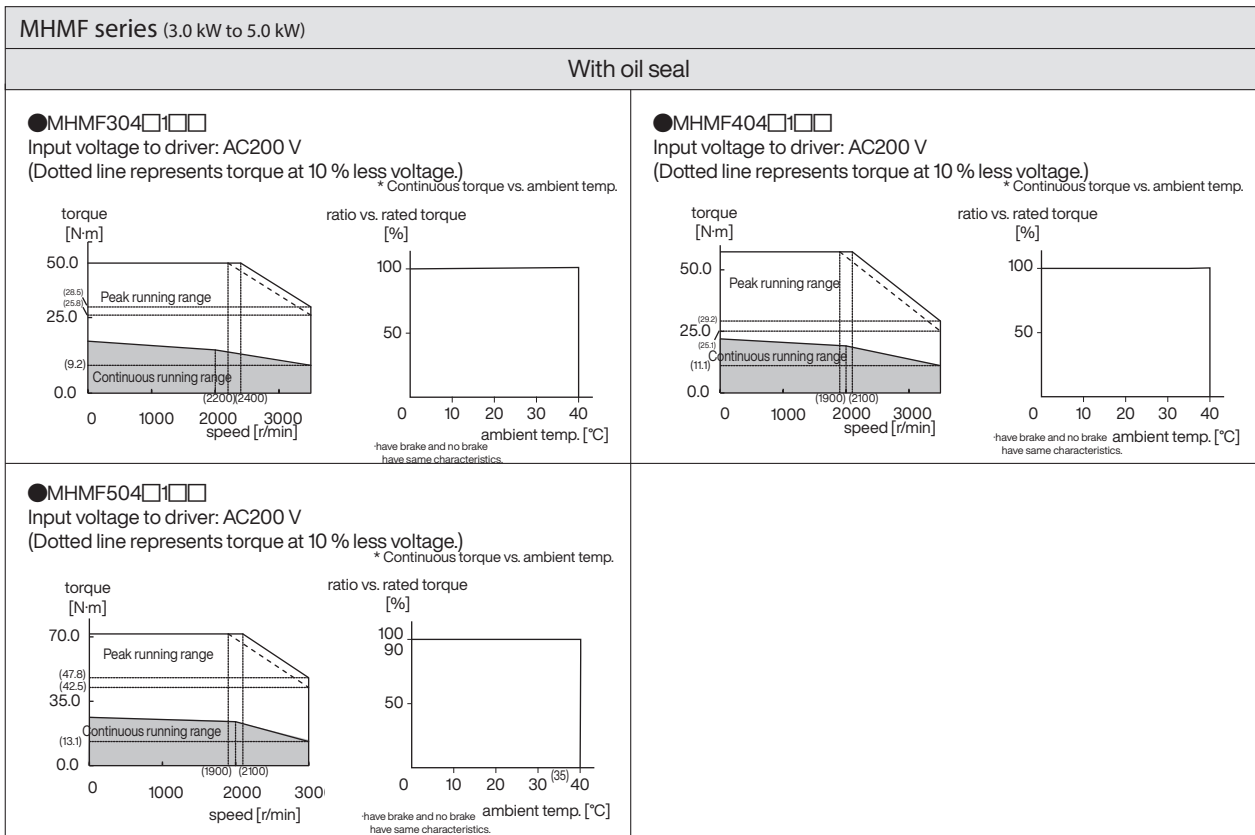 MHMF series (3.0 kW to 5.0 kW)
With oil seal
●MHMF304□1□□
Input voltage to driver: AC200 V
(Dotted line represents torque at 10 % less voltage.)
* Continuous torque vs. ambient temp.
torque
[N·m]
50.0
(28.5)
(25.8)
25.0
(9.2)
0.0
Peak running range
Continuous running range
(2200)
(2400)
0
1000
2000
3000
speed [r/min]
ratio vs. rated torque
[%]
100
50
0
10
20
30
40
ambient temp. [°C]
·have brake and no brake
have same characteristics.
●MHMF404□1□□
Input voltage to driver: AC200 V
(Dotted line represents torque at 10 % less voltage.)
* Continuous torque vs. ambient temp.
torque
[N·m]
50.0
(29.2)
25.0
(25.1)
(11.1)
0.0
Peak running range
Continuous running range
(1900)
(2100)
0
1000
2000
3000
speed [r/min]
ratio vs. rated torque
[%]
100
50
0
10
20
30
40
ambient temp. [°C]
·have brake and no brake
have same characteristics.
●MHMF504□1□□
Input voltage to driver: AC200 V
(Dotted line represents torque at 10 % less voltage.)
* Continuous torque vs. ambient temp.
torque
[N·m]
70.0
(47.8)
(42.5)
35.0
(13.1)
0.0
Peak running range
Continuous running range
(1900)
(2100)
0
1000
2000
300
speed [r/min]
ratio vs. rated torque
[%]
100
90
50
0
10
20
30
(35)
40
ambient temp. [°C]
·have brake and no brake
have same characteristics.